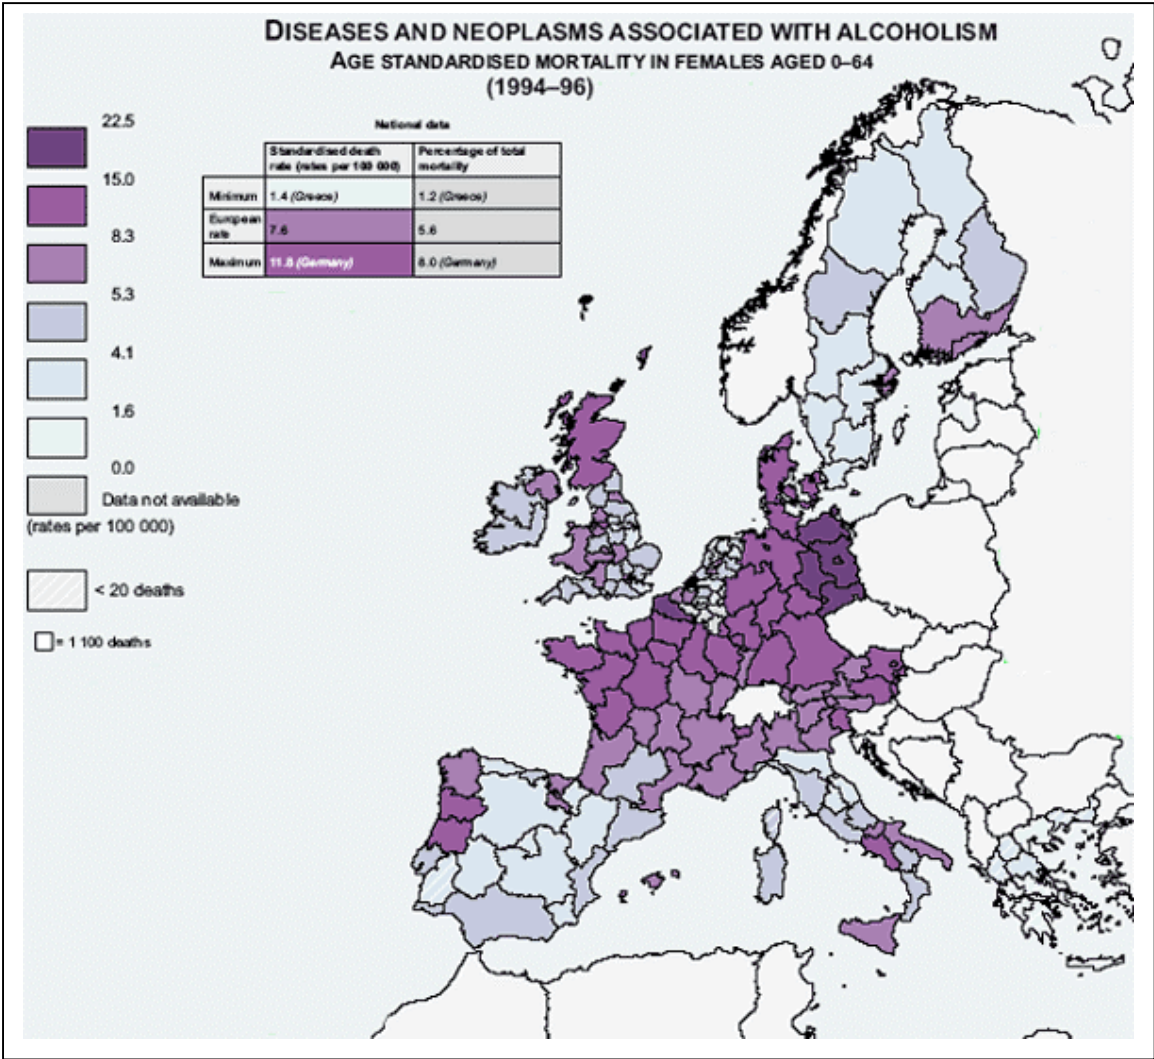 DISEASES AND NEOPLASMS ASSOCIATED WITH ALCOHOLISM
AGE STANDARDISED MORTALITY IN FEMALES AGED 0–64
(1994–96)
22.5
15.0
8.3
5.3
4.1
1.6
0.0
Data not available
(rates per 100 000)
< 20 deaths
= 1 100 deaths
National data
Standardised death rate (rates per 100 000)
Percentage of total mortality
Minimum 1.4 (Greece) 1.2 (Greece)
European rate 7.6 5.6
Maximum 11.8 (Germany) 8.0 (Germany)